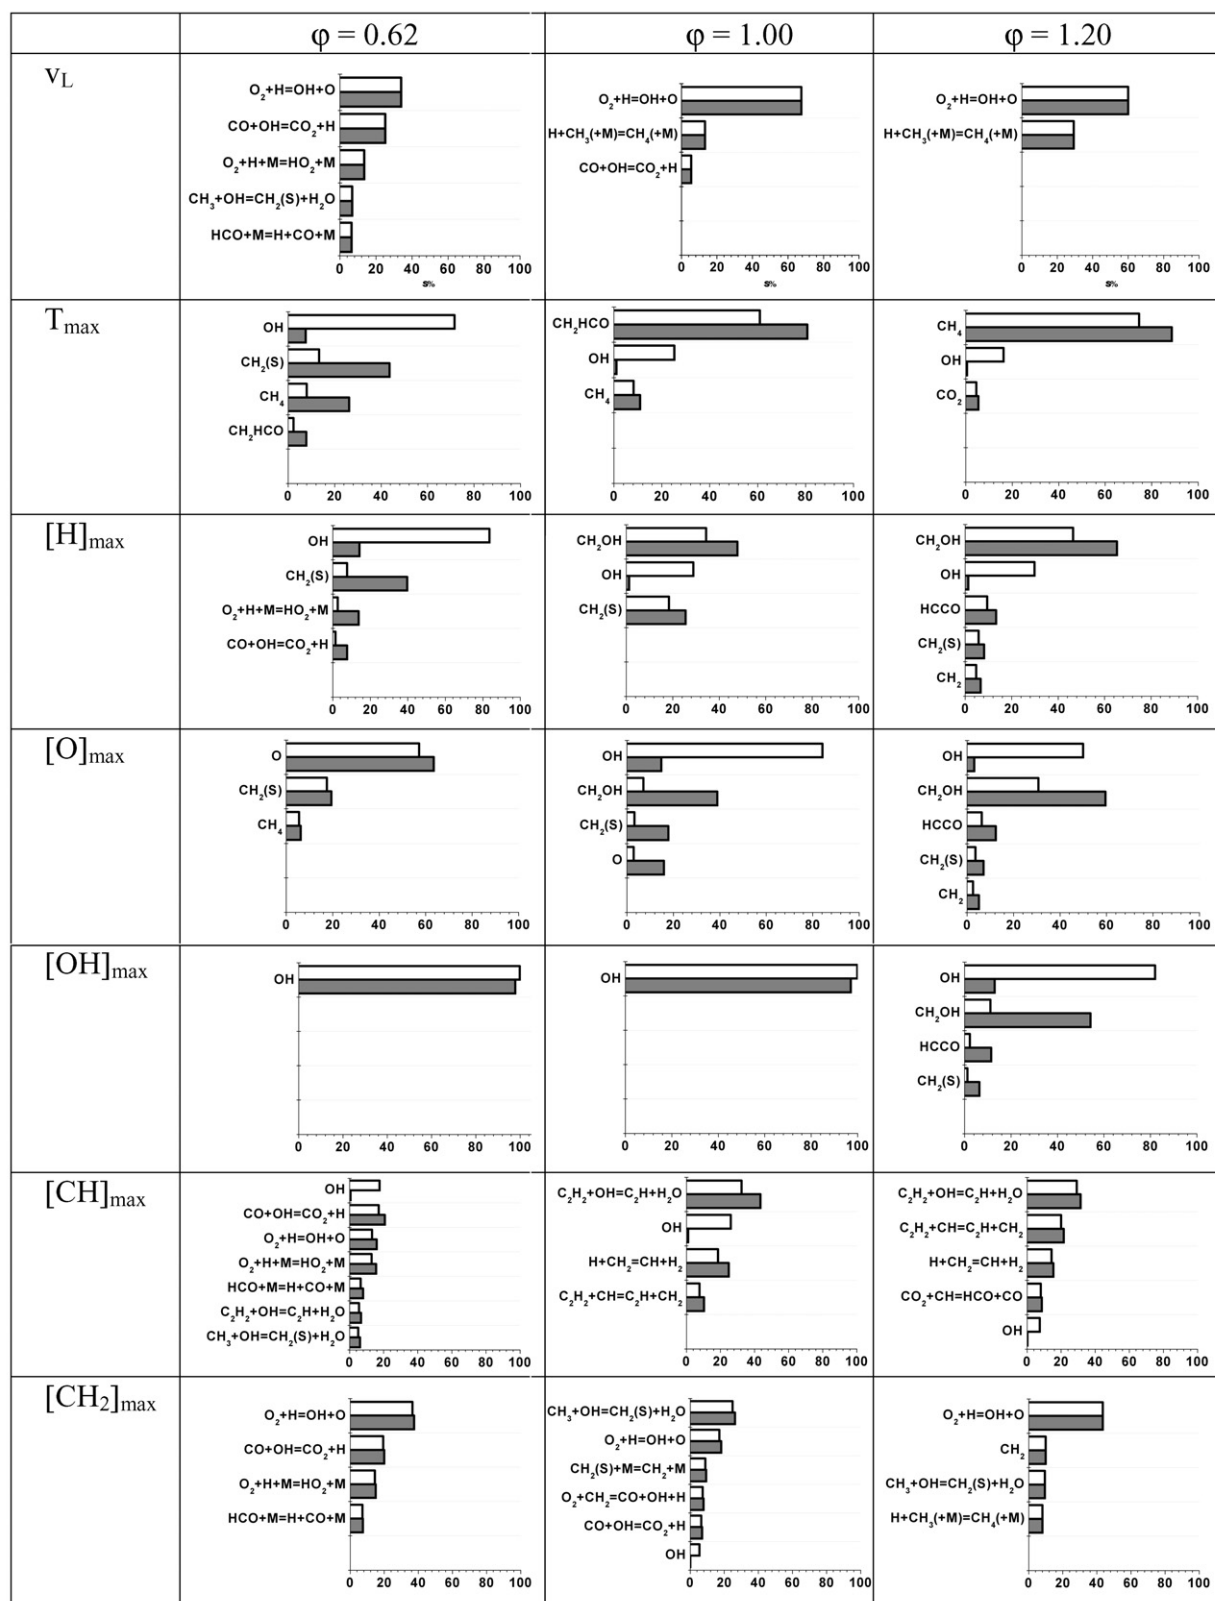 φ = 0.62 φ = 1.00 φ = 1.20
v_L
O₂+H=OH+O
CO+OH=CO₂+H
O₂+H+M=HO₂+M
CH₃+OH=CH₂(S)+H₂O
HCO+M=H+CO+M
0 20 40 60 80 100
S%
O₂+H=OH+O
H+CH₃(+M)=CH₄(+M)
CO+OH=CO₂+H
0 20 40 60 80 100
S%
O₂+H=OH+O
H+CH₃(+M)=CH₄(+M)
0 20 40 60 80 100
S%
T_max
OH
CH₂(S)
CH₄
CH₂HCO
0 20 40 60 80 100
CH₂HCO
OH
CH₄
0 20 40 60 80 100
CH₄
OH
CO₂
0 20 40 60 80 100
[H]_max
OH
CH₂(S)
O₂+H+M=HO₂+M
CO+OH=CO₂+H
0 20 40 60 80 100
CH₂OH
OH
CH₂(S)
0 20 40 60 80 100
CH₂OH
OH
HCCO
CH₂(S)
CH₂
0 20 40 60 80 100
[O]_max
O
CH₂(S)
CH₄
0 20 40 60 80 100
OH
CH₂OH
CH₂(S)
O
0 20 40 60 80 100
OH
CH₂OH
HCCO
CH₂(S)
CH₂
0 20 40 60 80 100
[OH]_max
OH
0 20 40 60 80 100
OH
0 20 40 60 80 100
OH
CH₂OH
HCCO
CH₂(S)
0 20 40 60 80 100
[CH]_max
OH
CO+OH=CO₂+H
O₂+H=OH+O
O₂+H+M=HO₂+M
HCO+M=H+CO+M
C₂H₂+OH=C₂H+H₂O
CH₃+OH=CH₂(S)+H₂O
0 20 40 60 80 100
C₂H₂+OH=C₂H+H₂O
OH
H+CH₂=CH+H₂
C₂H₂+CH=C₂H+CH₂
0 20 40 60 80 100
C₂H₂+OH=C₂H+H₂O
C₂H₂+CH=C₂H+CH₂
H+CH₂=CH+H₂
CO₂+CH=HCO+CO
OH
0 20 40 60 80 100
[CH₂]_max
O₂+H=OH+O
CO+OH=CO₂+H
O₂+H+M=HO₂+M
HCO+M=H+CO+M
0 20 40 60 80 100
CH₃+OH=CH₂(S)+H₂O
O₂+H=OH+O
CH₂(S)+M=CH₂+M
O₂+CH₂=CO+OH+H
CO+OH=CO₂+H
OH
0 20 40 60 80 100
O₂+H=OH+O
CH₂
CH₃+OH=CH₂(S)+H₂O
H+CH₃(+M)=CH₄(+M)
0 20 40 60 80 100